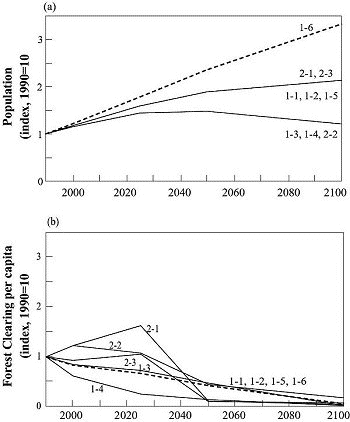 (a)
Population
(index, 1990=10
3
2
1
0
1-6
2-1, 2-3
1-1, 1-2, 1-5
1-3, 1-4, 2-2
2000 2020 2040 2060 2080 2100
(b)
Forest Clearing per capita
(index, 1990=10
3
2
1
0
2-1
2-2
2-3
1-3
1-4
1-1, 1-2, 1-5, 1-6
2000 2020 2040 2060 2080 2100